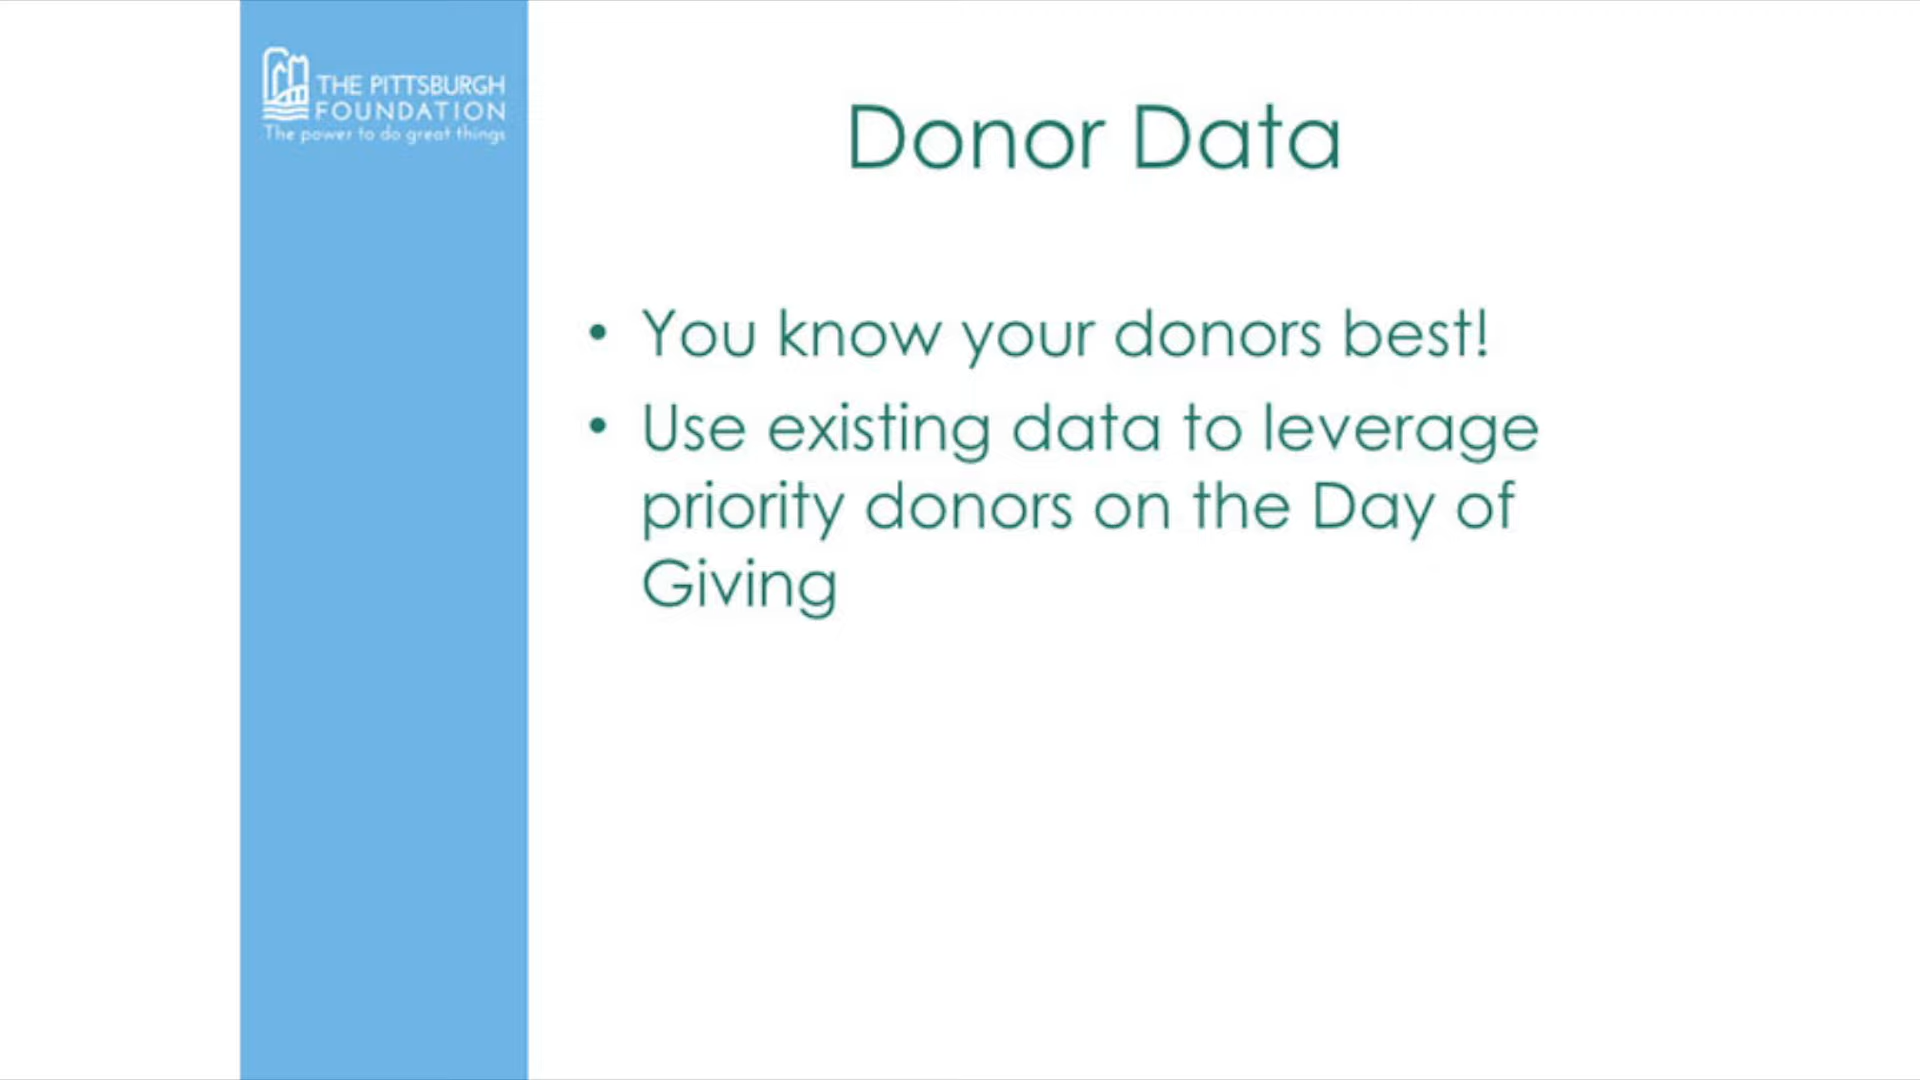 THE PITTSBURGH
FOUNDATION
The power to do great things
Donor Data
• You know your donors best!
• Use existing data to leverage
priority donors on the Day of
Giving